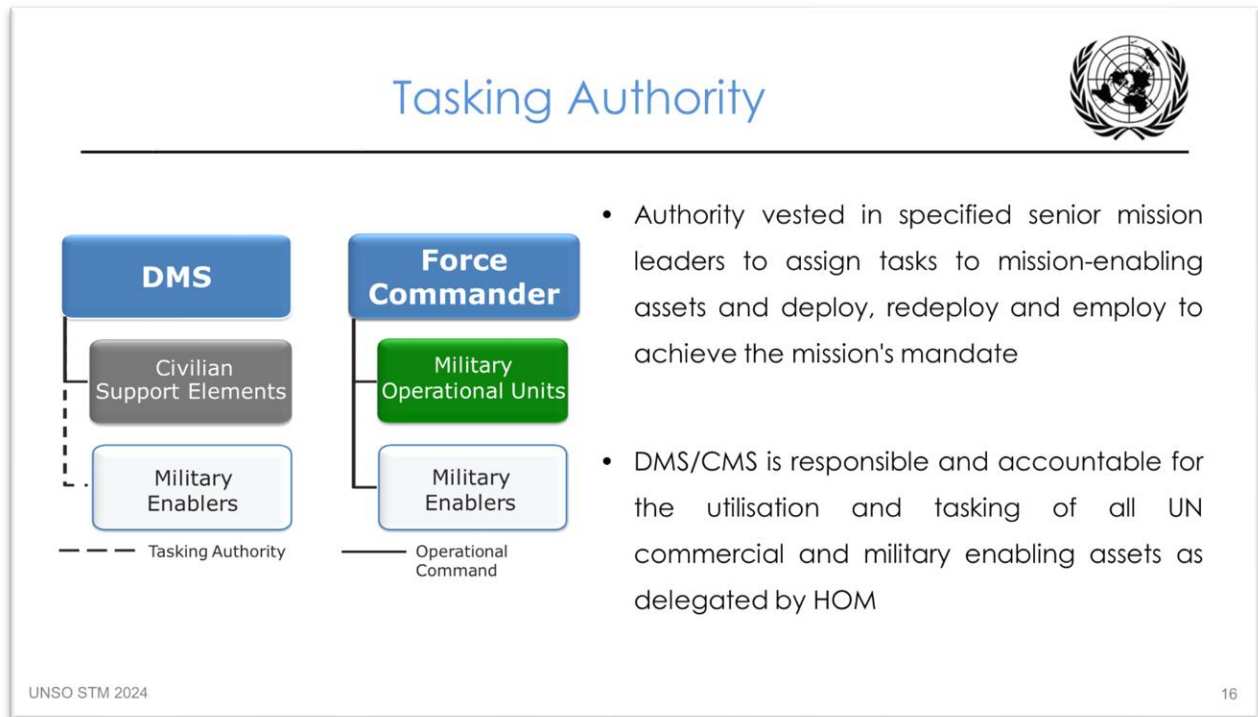 Tasking Authority
DMS
Civilian
Support Elements
Military
Enablers
Tasking Authority
Force
Commander
Military
Operational Units
Military
Enablers
Operational
Command
• Authority vested in specified senior mission
leaders to assign tasks to mission-enabling
assets and deploy, redeploy and employ to
achieve the mission's mandate
• DMS/CMS is responsible and accountable for
the utilisation and tasking of all UN
commercial and military enabling assets as
delegated by HOM
UNSO STM 2024
16